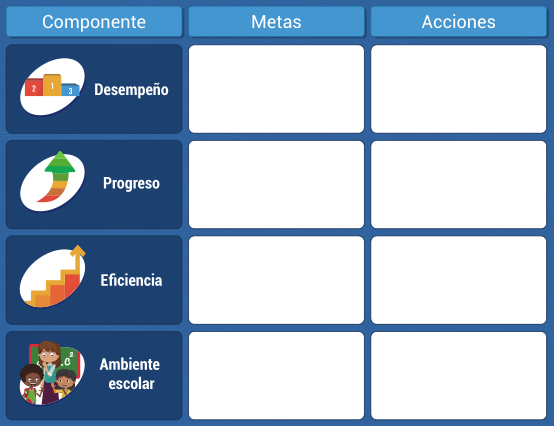 Componente
Metas
Acciones
2 1 3
Desempeño
Progreso
Eficiencia
Ambiente
escolar